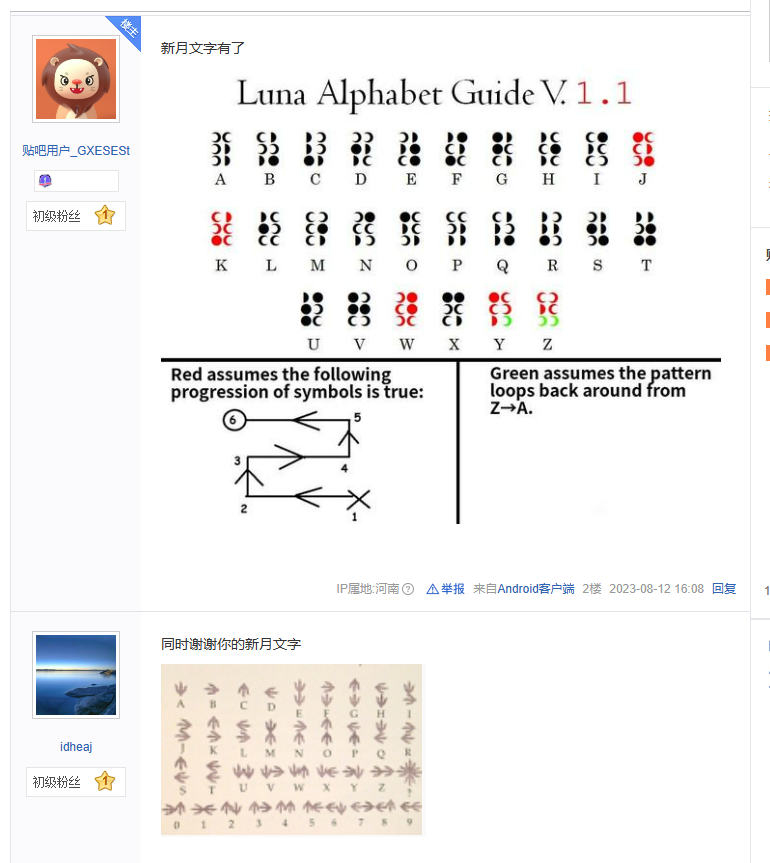 楼主
贴吧用户_GXESESt
初级粉丝 1
新月文字有了
Luna Alphabet Guide V. 1.1
A B C D E F G H I J
K L M N O P Q R S T
U V W X Y Z
Red assumes the following
progression of symbols is true:
6 5
3 4
2 1
Green assumes the pattern
loops back around from
Z→A.
IP属地:河南 举报 来自Android客户端 2楼 2023-08-12 16:08 回复
idheaj
初级粉丝 1
同时谢谢你的新月文字
A B C D E F G H I
J K L M N O P Q R
S T U V W X Y Z ?
0 1 2 3 4 5 6 7 8 9